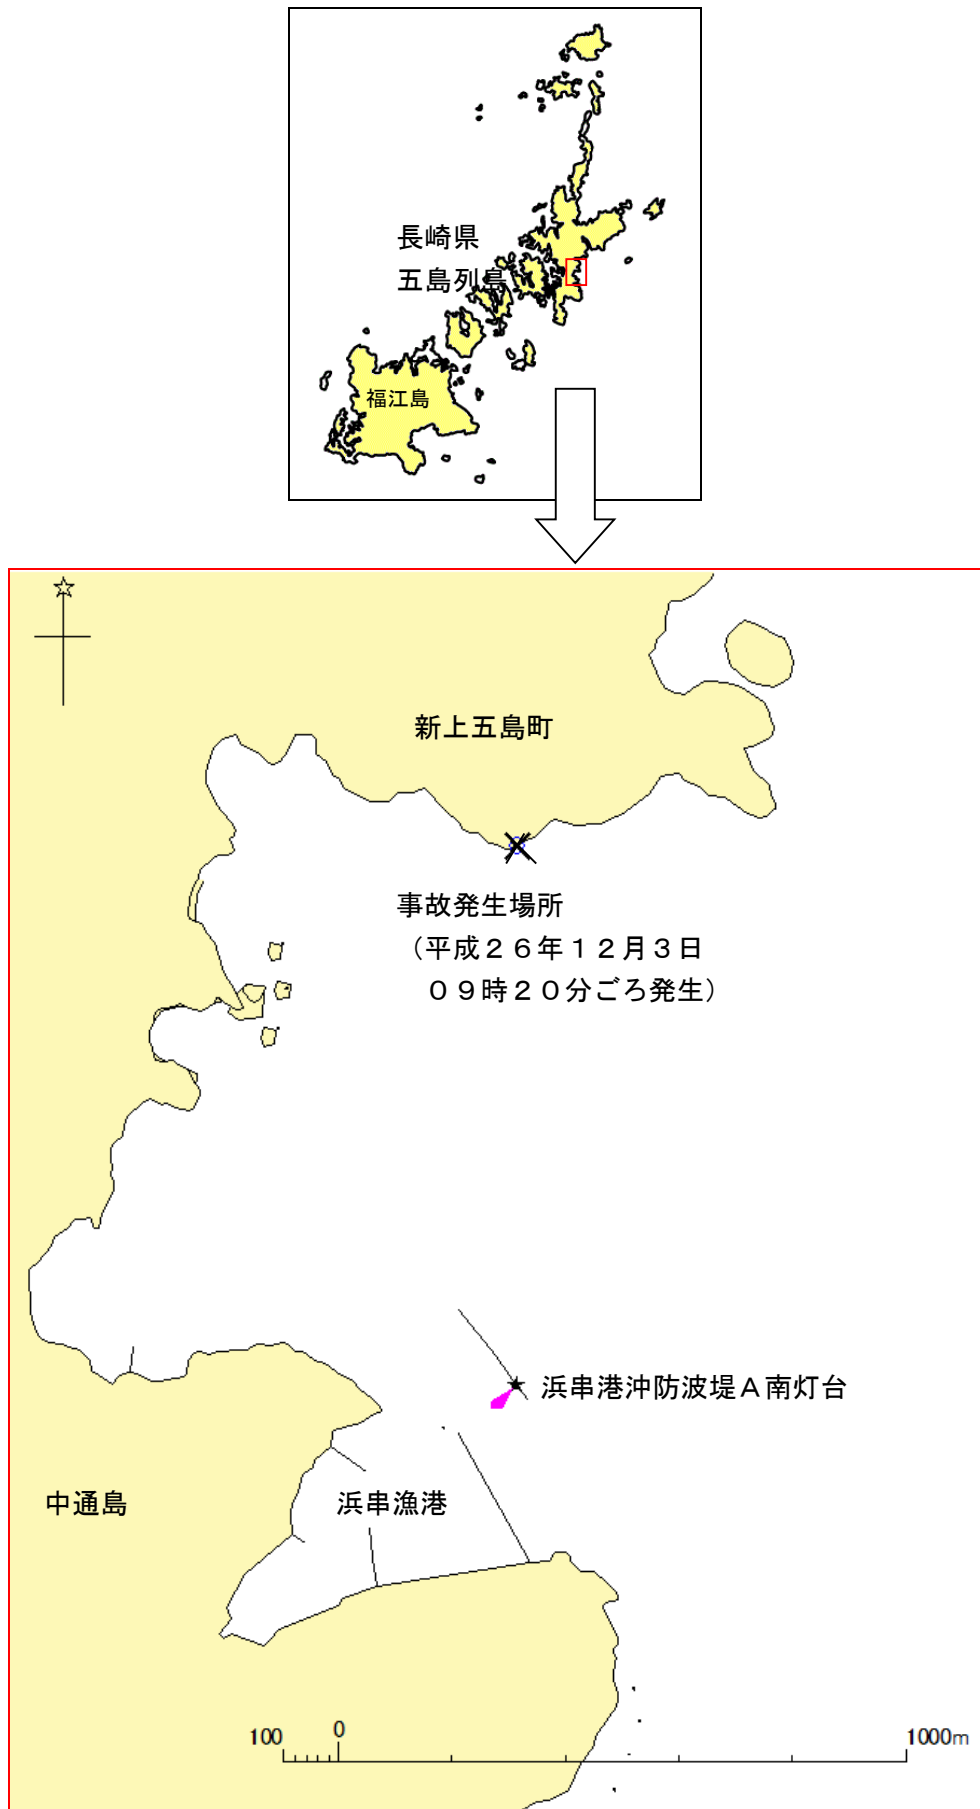 長崎県
五島列島
福江島
新上五島町
事故発生場所
（平成２６年１２月３日
０９時２０分ごろ発生）
浜串港沖防波堤Ａ南灯台
中通島
浜串漁港
100 0 1000m